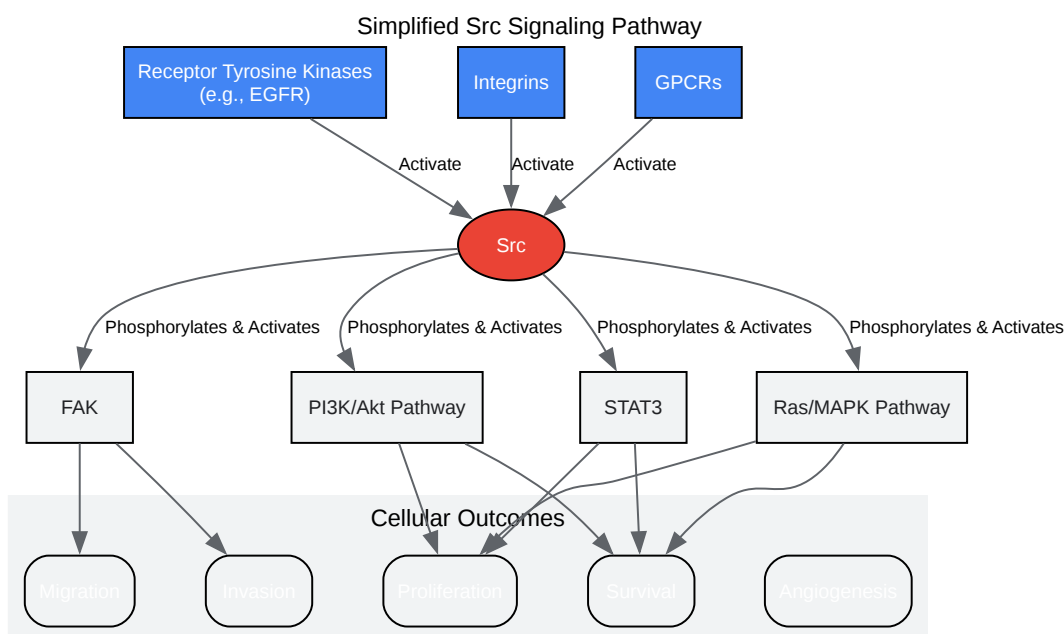 Simplified Src Signaling Pathway
Receptor Tyrosine Kinases
(e.g., EGFR)
Integrins
GPCRs
Activate
Activate
Activate
Src
Phosphorylates & Activates
Phosphorylates & Activates
Phosphorylates & Activates
Phosphorylates & Activates
FAK
PI3K/Akt Pathway
STAT3
Ras/MAPK Pathway
Cellular Outcomes
Migration
Invasion
Proliferation
Survival
Angiogenesis